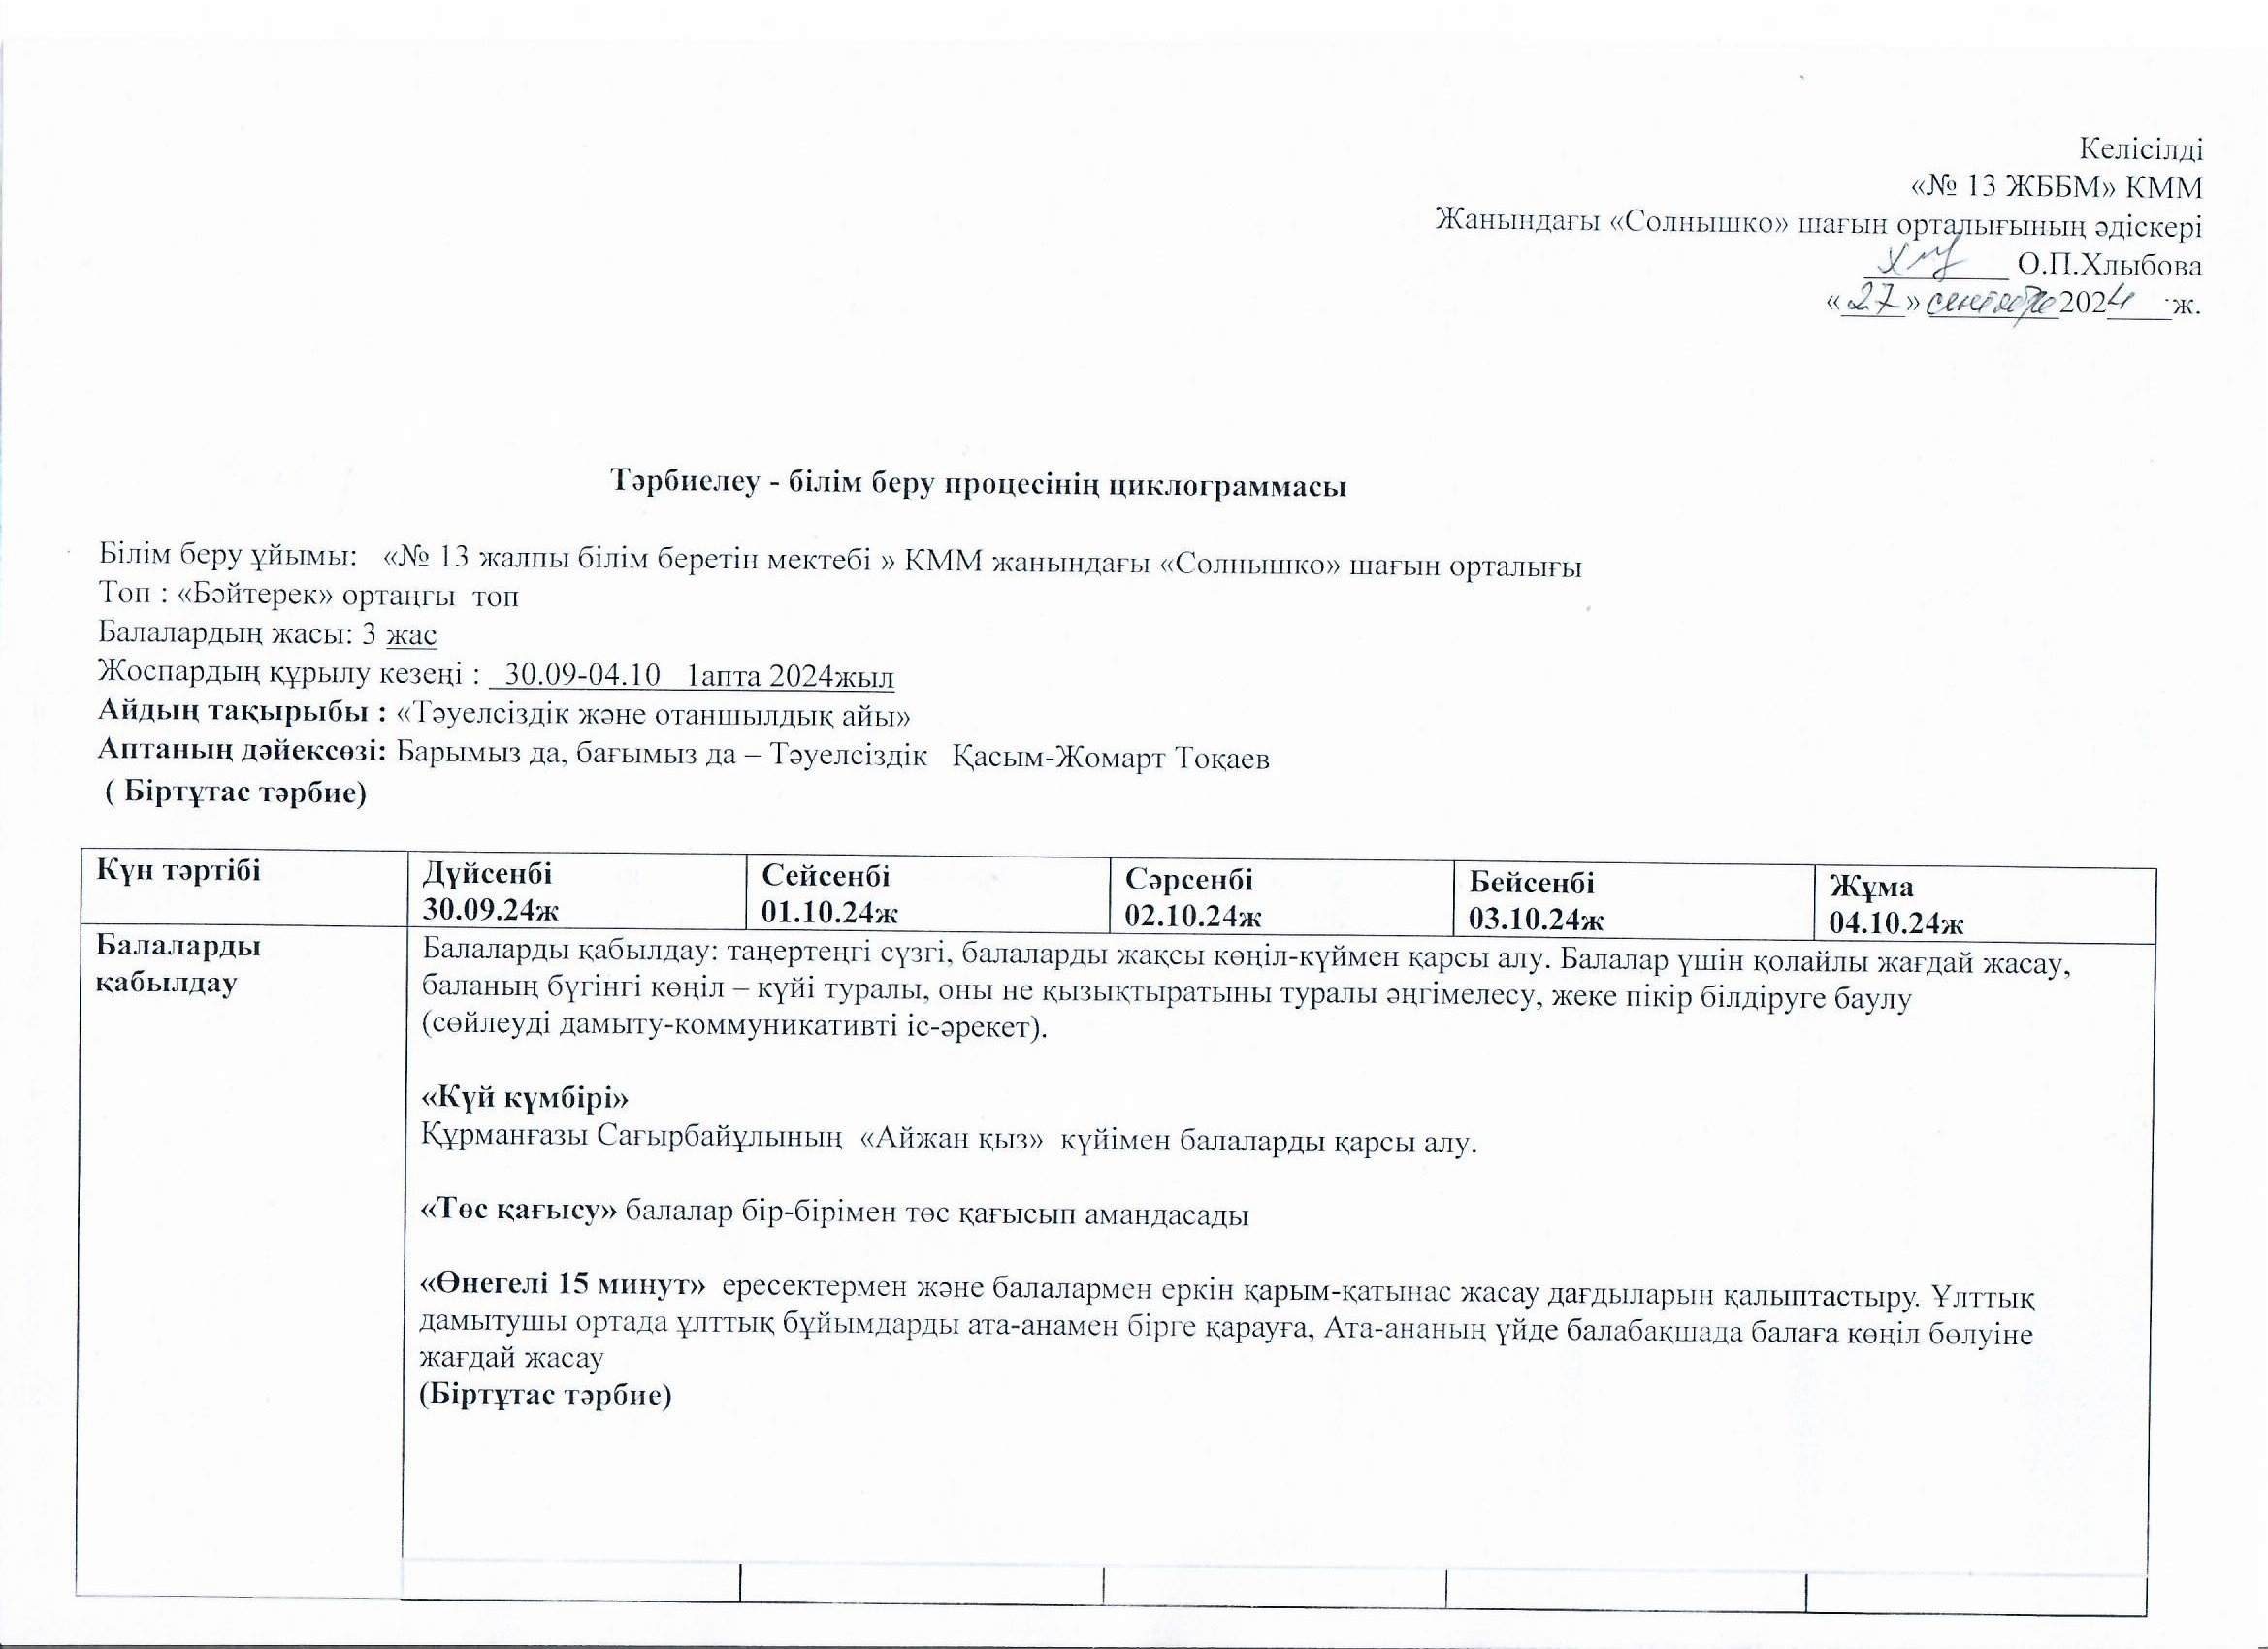 Келісілді
«№ 13 ЖББМ» КММ
Жанындағы «Солнышко» шағын орталығының әдіскері
О.П.Хлыбова
«27» сентября 2024 ж.
Тәрбиелеу - білім беру процесінің циклограммасы
Білім беру ұйымы: «№ 13 жалпы білім беретін мектебі » КММ жанындағы «Солнышко» шағын орталығы
Топ : «Бәйтерек» ортаңғы топ
Балалардың жасы: 3 жас
Жоспардың құрылу кезеңі : 30.09-04.10 1апта 2024жыл
Айдың тақырыбы : «Тәуелсіздік және отаншылдық айы»
Аптаның дәйексөзі: Барымыз да, бағымыз да – Тәуелсіздік Қасым-Жомарт Тоқаев
( Біртұтас тәрбие)
Күн тәртібі
Дүйсенбі
30.09.24ж
Сейсенбі
01.10.24ж
Сәрсенбі
02.10.24ж
Бейсенбі
03.10.24ж
Жұма
04.10.24ж
Балаларды
қабылдау
Балаларды қабылдау: таңертеңгі сүзгі, балаларды жақсы көңіл-күймен қарсы алу. Балалар үшін қолайлы жағдай жасау,
баланың бүгінгі көңіл – күйі туралы, оны не қызықтыратыны туралы әңгімелесу, жеке пікір білдіруге баулу
(сөйлеуді дамыту-коммуникативті іс-әрекет).
«Күй күмбірі»
Құрманғазы Сағырбайұлының «Айжан қыз» күйімен балаларды қарсы алу.
«Төс қағысу» балалар бір-бірімен төс қағысып амандасады
«Өнегелі 15 минут» ересектермен және балалармен еркін қарым-қатынас жасау дағдыларын қалыптастыру. Ұлттық
дамытушы ортада ұлттық бұйымдарды ата-анамен бірге қарауға, Ата-ананың үйде балабақшада балаға көңіл бөлуіне
жағдай жасау
(Біртұтас тәрбие)